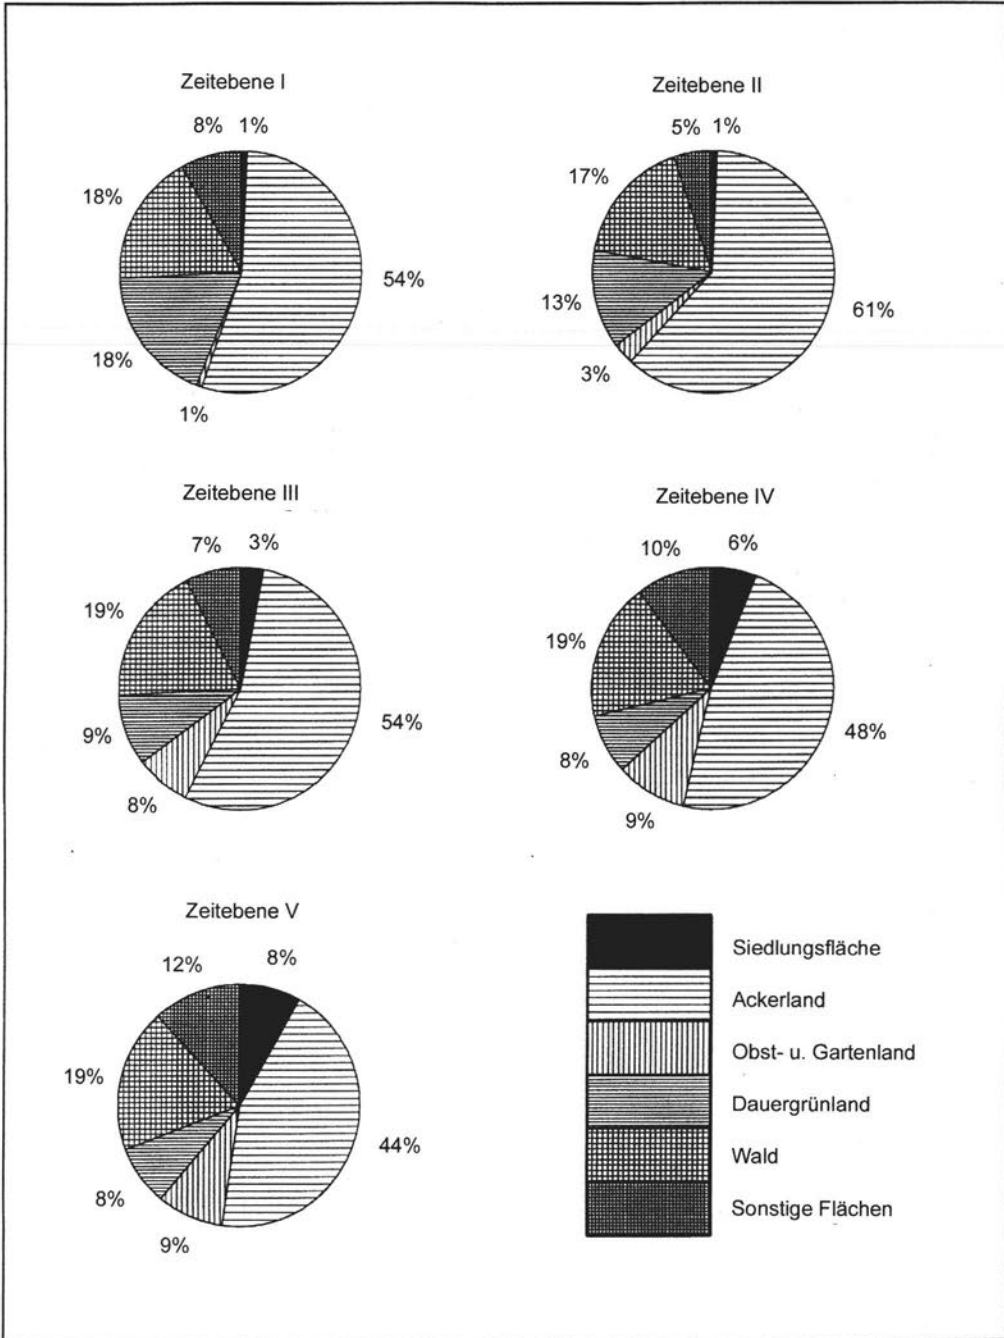 Zeitebene I
8% 1%
18%
54%
18%
1%
Zeitebene II
5% 1%
17%
61%
13%
3%
Zeitebene III
7% 3%
19%
54%
9%
8%
Zeitebene IV
10% 6%
19%
48%
8%
9%
Zeitebene V
12% 8%
19%
44%
8%
9%
Siedlungsfläche
Ackerland
Obst- u. Gartenland
Dauergrünland
Wald
Sonstige Flächen